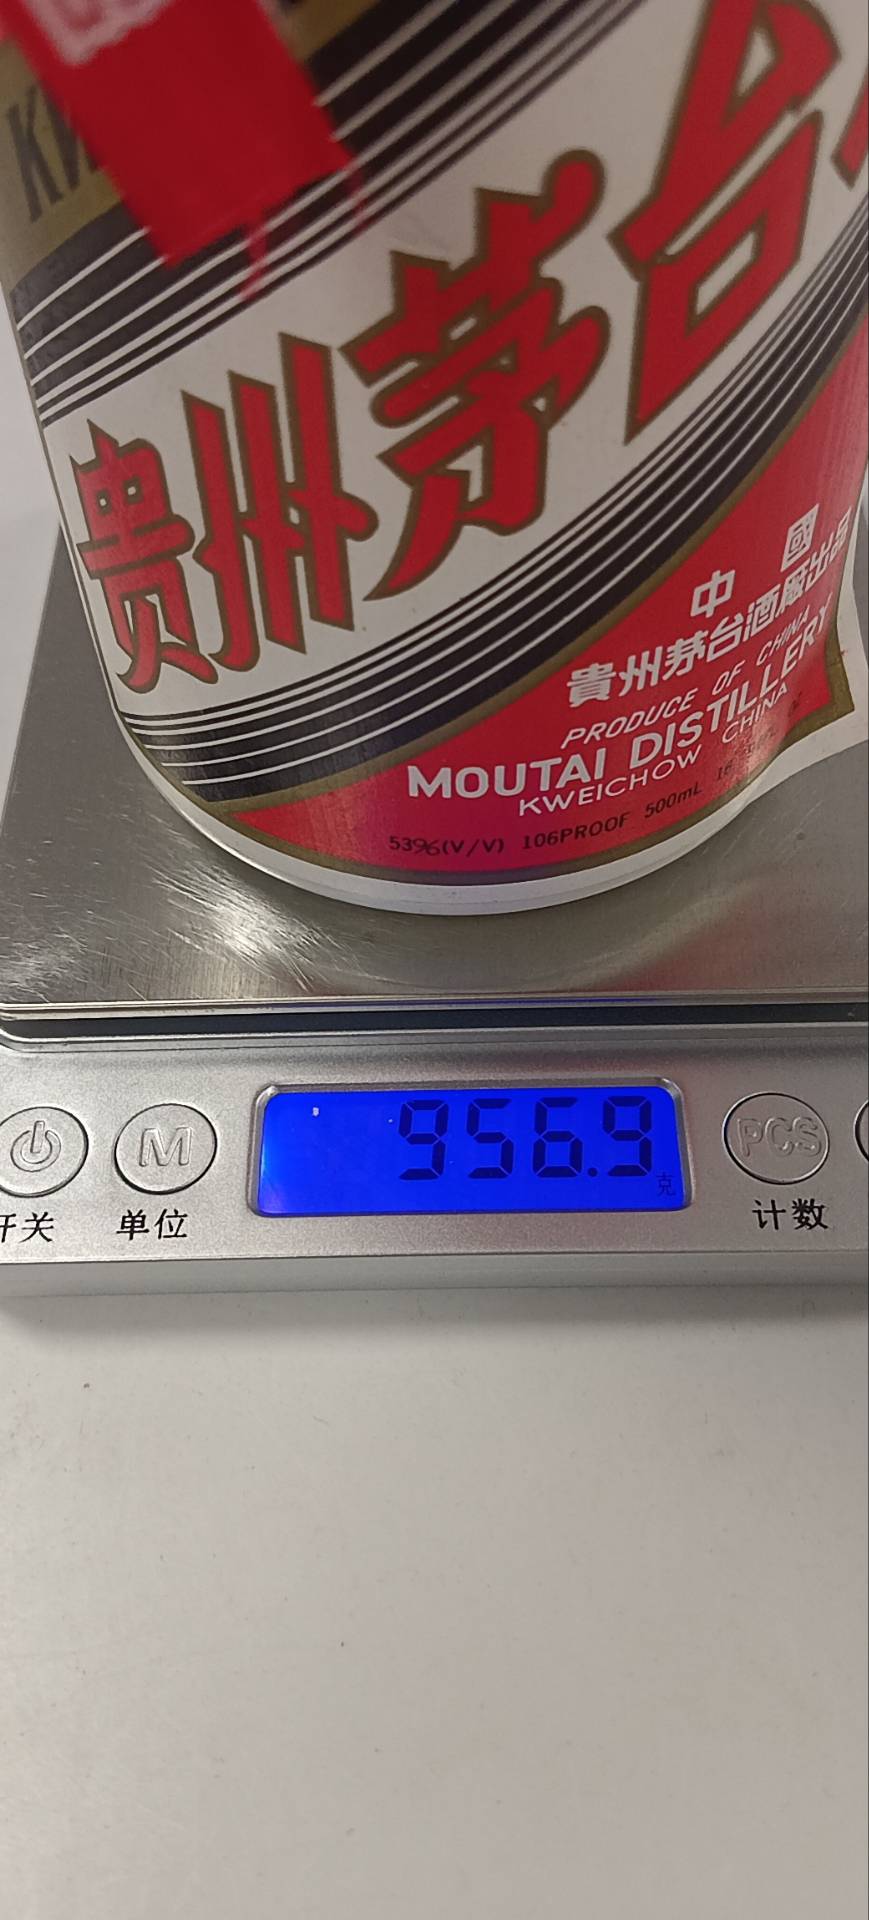 KW
贵州茅台
中國
貴州茅台酒廠出品
PRODUCE OF CHINA
MOUTAI DISTILLERY
KWEICHOW CHINA
53%(V/V) 106PROOF 500mL
956.9
克
M
PCS
开关
单位
计数